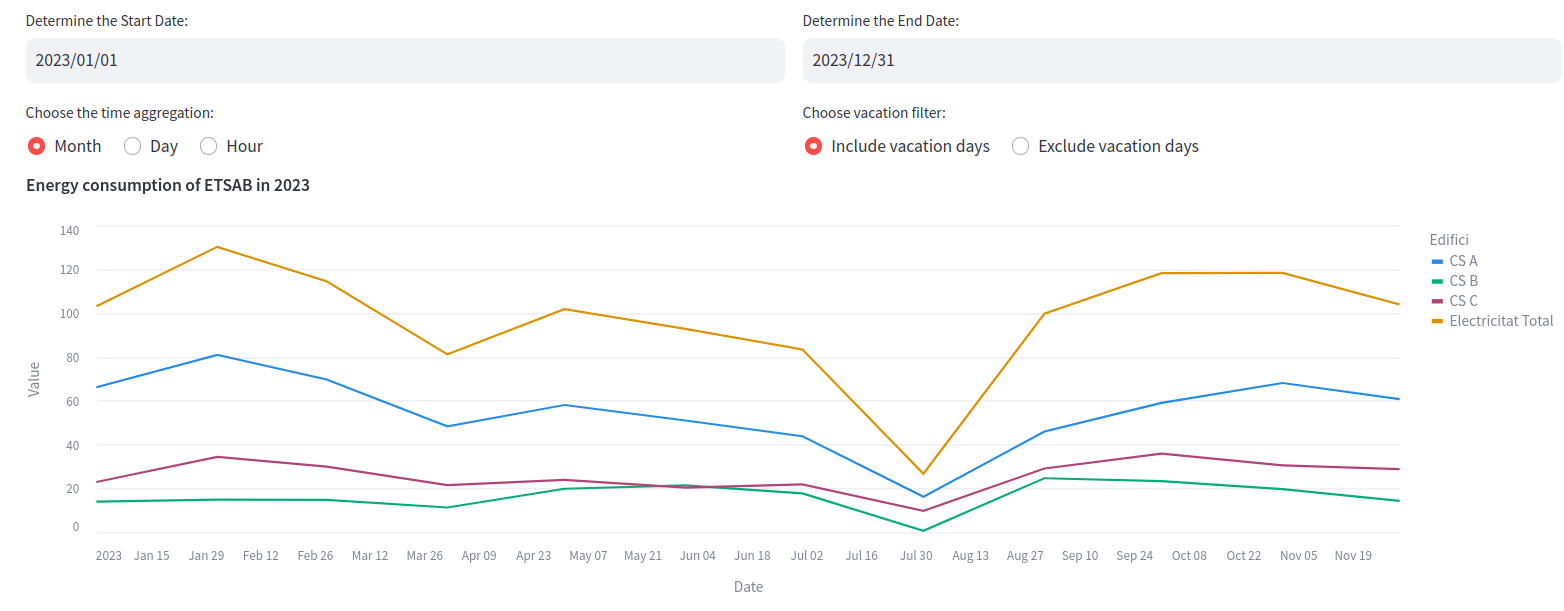 Determine the Start Date:
Determine the End Date:
2023/01/01
2023/12/31
Choose the time aggregation:
Choose vacation filter:
Month Day Hour
Include vacation days Exclude vacation days
Energy consumption of ETSAB in 2023
140
120
100
80
60
40
20
0
Value
2023 Jan 15 Jan 29 Feb 12 Feb 26 Mar 12 Mar 26 Apr 09 Apr 23 May 07 May 21 Jun 04 Jun 18 Jul 02 Jul 16 Jul 30 Aug 13 Aug 27 Sep 10 Sep 24 Oct 08 Oct 22 Nov 05 Nov 19
Date
Edifici
CS A
CS B
CS C
Electricitat Total